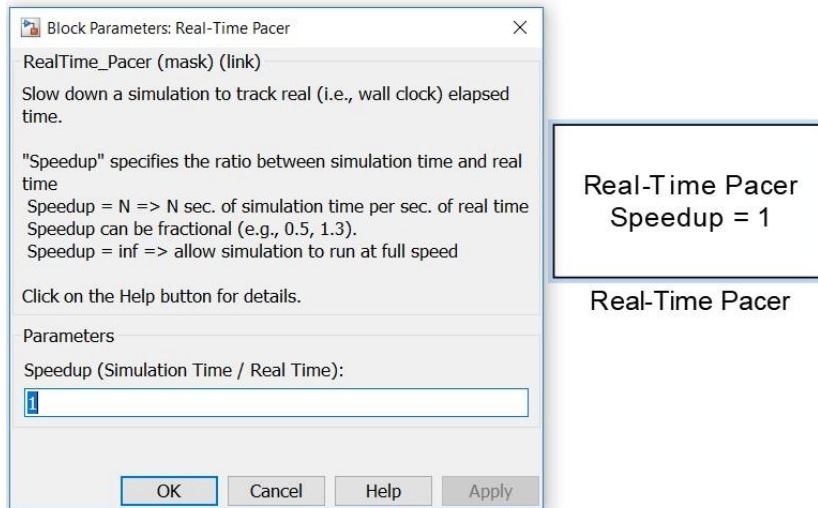 Block Parameters: Real-Time Pacer
RealTime_Pacer (mask) (link)
Slow down a simulation to track real (i.e., wall clock) elapsed
time.
"Speedup" specifies the ratio between simulation time and real
time
Speedup = N => N sec. of simulation time per sec. of real time
Speedup can be fractional (e.g., 0.5, 1.3).
Speedup = inf => allow simulation to run at full speed
Click on the Help button for details.
Parameters
Speedup (Simulation Time / Real Time):
1
OK Cancel Help Apply
Real-Time Pacer
Speedup = 1
Real-Time Pacer